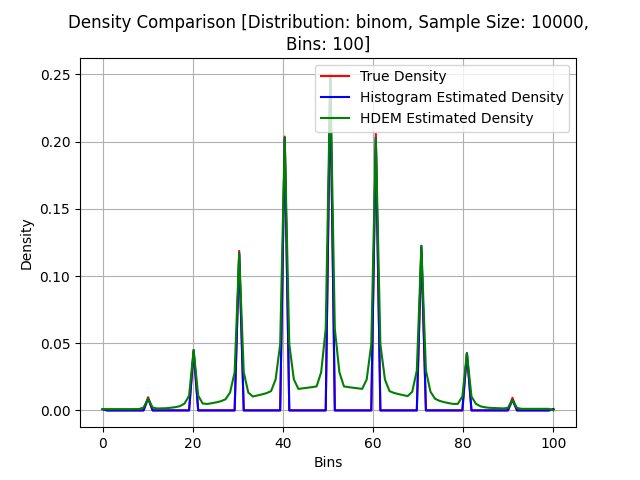 Density Comparison [Distribution: binom, Sample Size: 10000,
Bins: 100]
True Density
Histogram Estimated Density
HDEM Estimated Density
Density
0.25
0.20
0.15
0.10
0.05
0.00
0
20
40
60
80
100
Bins